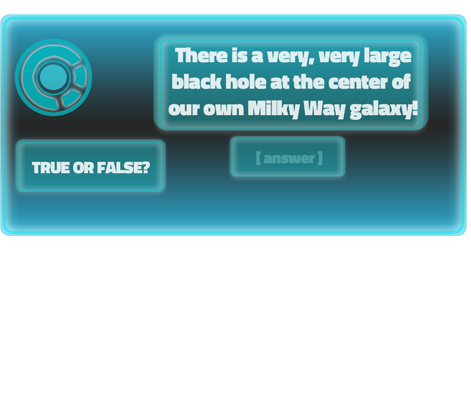 There is a very, very large
black hole at the center of
our own Milky Way galaxy!
TRUE OR FALSE?
[ answer ]